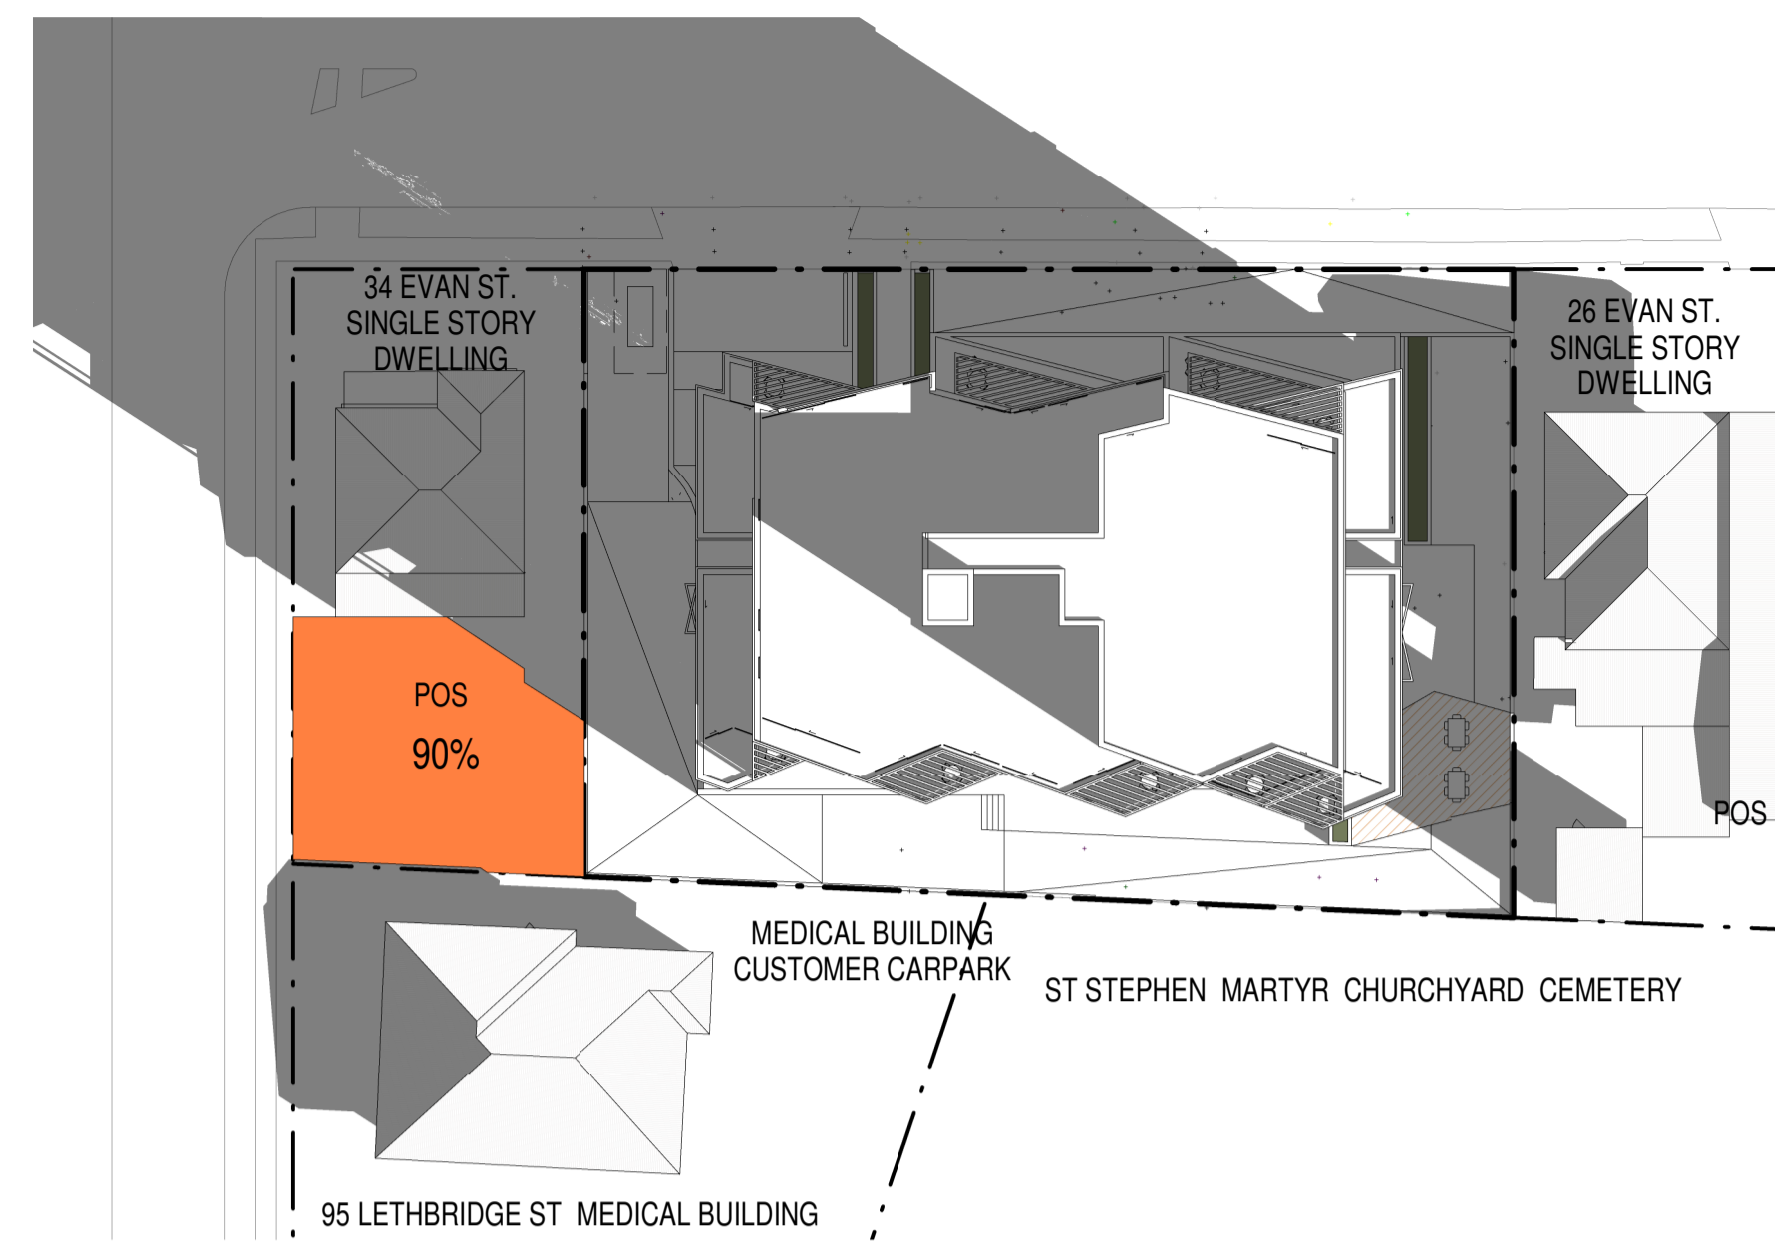 34 EVAN ST.
SINGLE STORY
DWELLING
26 EVAN ST.
SINGLE STORY
DWELLING
POS
90%
POS
MEDICAL BUILDING
CUSTOMER CARPARK
ST STEPHEN MARTYR CHURCHYARD CEMETERY
95 LETHBRIDGE ST MEDICAL BUILDING